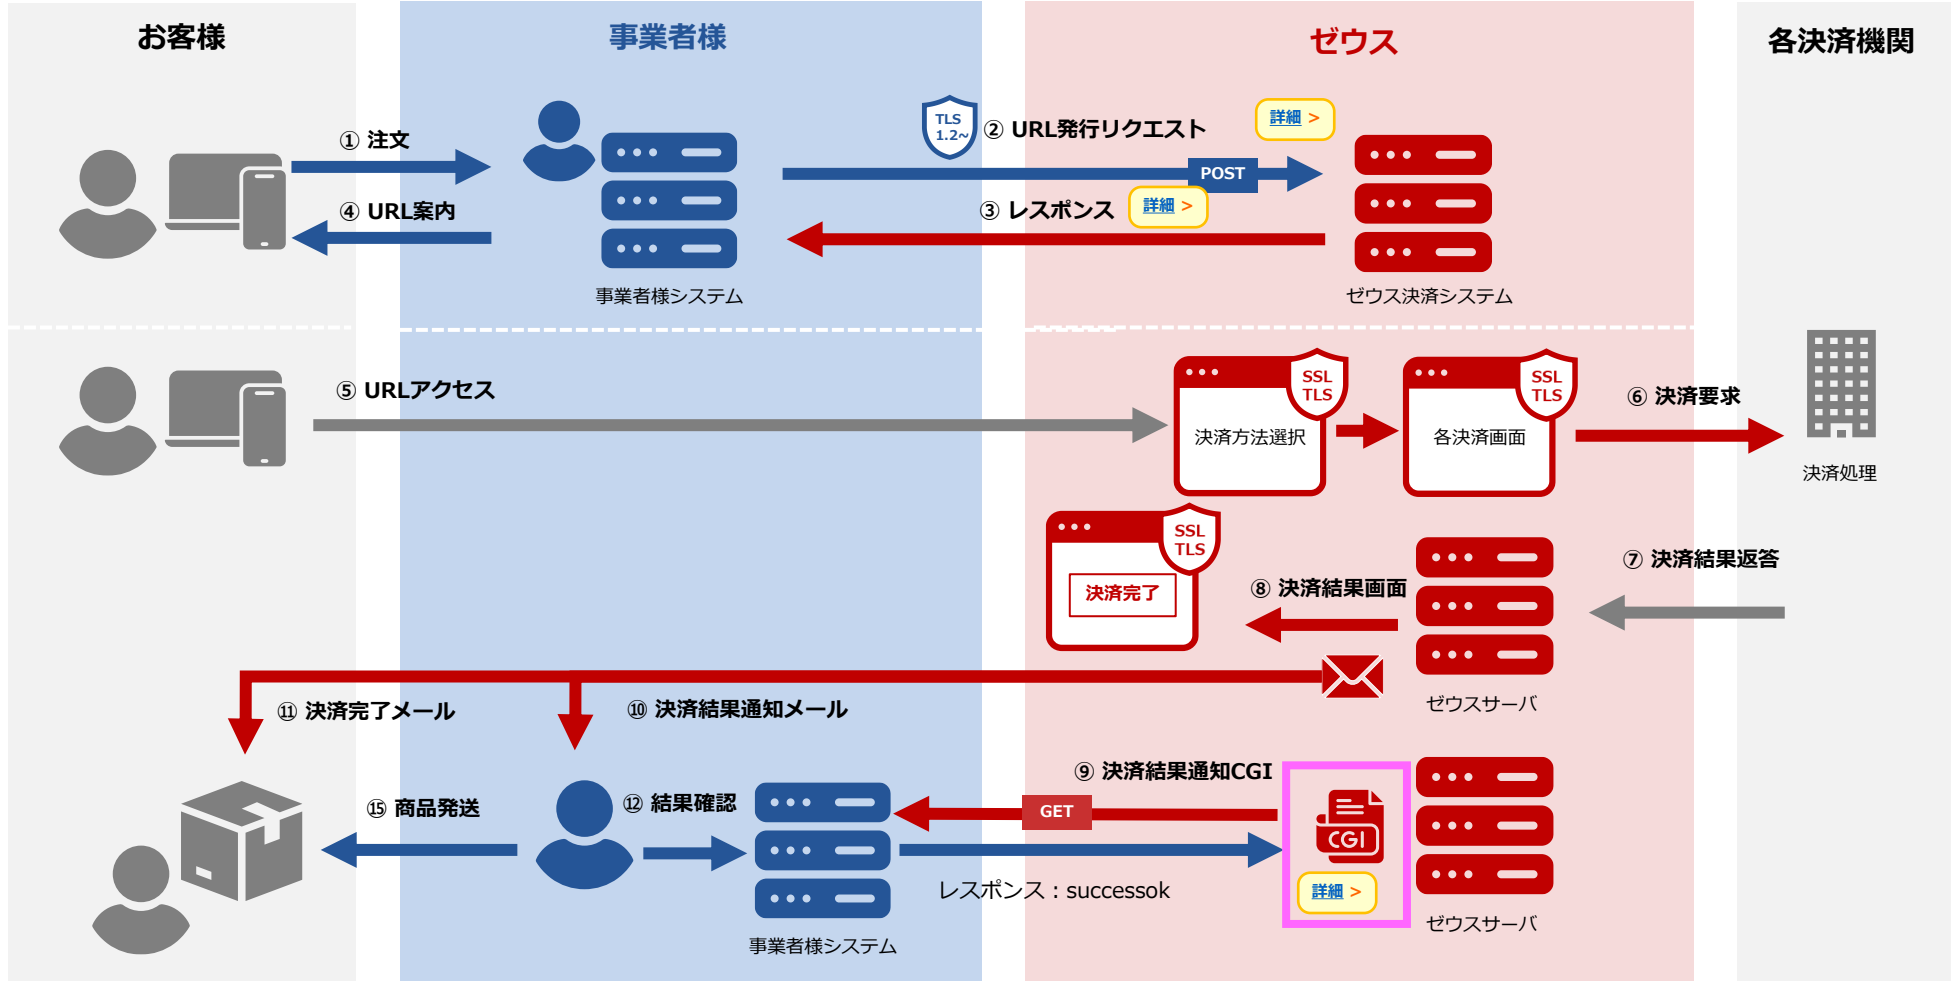 お客様
事業者様
ゼウス
各決済機関
① 注文
TLS
1.2~
② URL発行リクエスト
詳細 >
POST
④ URL案内
③ レスポンス
詳細 >
事業者様システム
ゼウス決済システム
⑤ URLアクセス
SSL
TLS
決済方法選択
SSL
TLS
各決済画面
⑥ 決済要求
決済処理
SSL
TLS
決済完了
⑧ 決済結果画面
⑦ 決済結果返答
ゼウスサーバ
⑪ 決済完了メール
⑩ 決済結果通知メール
⑨ 決済結果通知CGI
GET
CGI
詳細 >
⑮ 商品発送
⑫ 結果確認
レスポンス：successok
事業者様システム
ゼウスサーバ